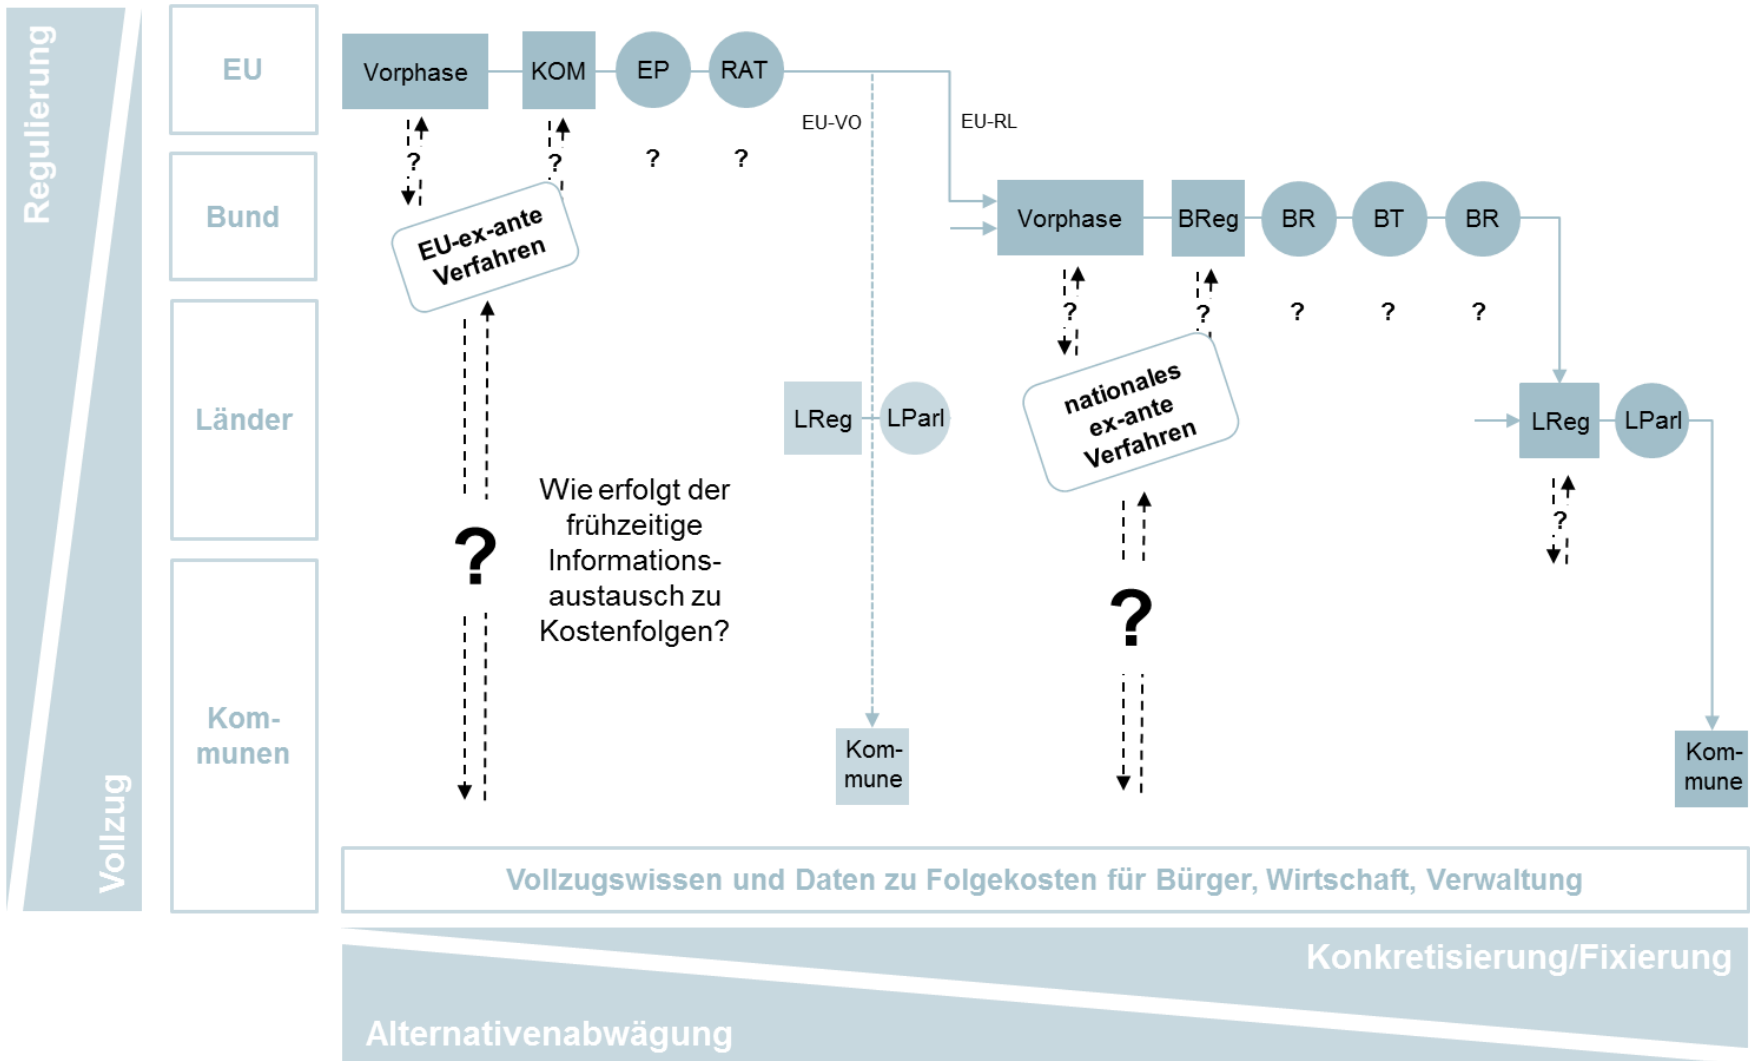 Regulierung
Vollzug
EU
Bund
Länder
Kom-
munen
Vorphase
KOM
EP
RAT
EU-VO
EU-RL
?
?
?
?
EU-ex-ante
Verfahren
Vorphase
BReg
BR
BT
BR
?
?
?
?
?
nationales
ex-ante
Verfahren
LReg
LParl
LReg
LParl
?
?
Wie erfolgt der
frühzeitige
Informations-
austausch zu
Kostenfolgen?
?
Kom-
mune
Kom-
mune
Vollzugswissen und Daten zu Folgekosten für Bürger, Wirtschaft, Verwaltung
Konkretisierung/Fixierung
Alternativenabwägung